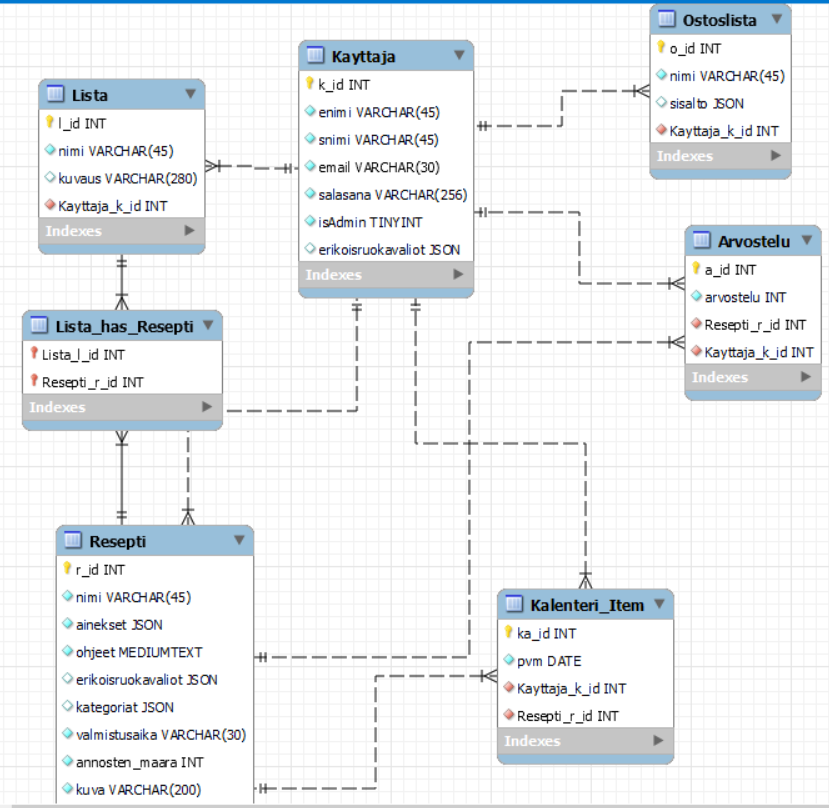 Lista
l_id INT
nimi VARCHAR(45)
kuvaus VARCHAR(280)
Kayttaja_k_id INT
Indexes
Kayttaja
k_id INT
enimi VARCHAR(45)
snimi VARCHAR(45)
email VARCHAR(30)
salasana VARCHAR(256)
isAdmin TINYINT
erikoisruokavaliot JSON
Indexes
Ostoslista
o_id INT
nimi VARCHAR(45)
sisalto JSON
Kayttaja_k_id INT
Indexes
Arvostelu
a_id INT
arvostelu INT
Resepti_r_id INT
Kayttaja_k_id INT
Indexes
Lista_has_Resepti
Lista_l_id INT
Resepti_r_id INT
Indexes
Resepti
r_id INT
nimi VARCHAR(45)
ainekset JSON
ohjeet MEDIUMTEXT
erikoisruokavaliot JSON
kategoriat JSON
valmistusaika VARCHAR(30)
annosten_maara INT
kuva VARCHAR(200)
Kalenteri_Item
ka_id INT
pvm DATE
Kayttaja_k_id INT
Resepti_r_id INT
Indexes